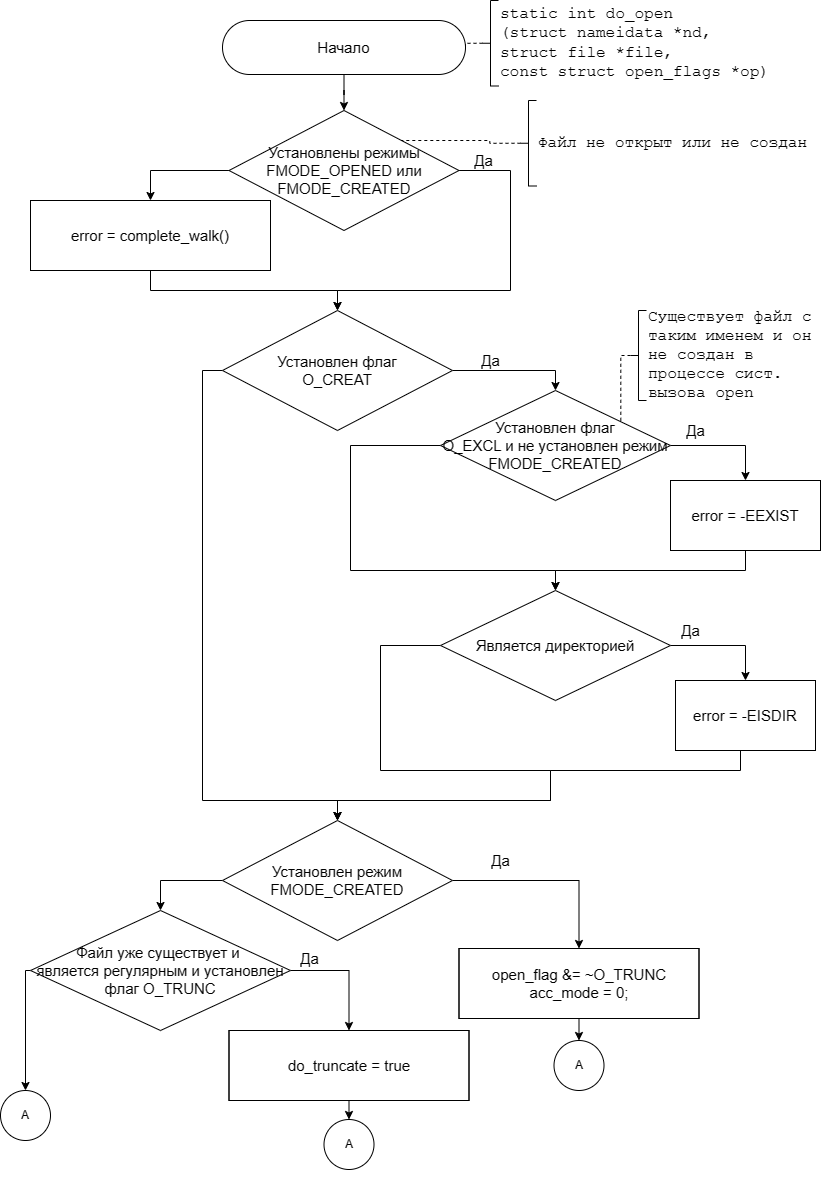 Начало
static int do_open
(struct nameidata *nd,
struct file *file,
const struct open_flags *op)
Установлены режимы
FMODE_OPENED или
FMODE_CREATED
Да
Файл не открыт или не создан
error = complete_walk()
Установлен флаг
O_CREAT
Да
Существует файл с
таким именем и он
не создан в
процессе сист.
вызова open
Установлен флаг
O_EXCL и не установлен режим
FMODE_CREATED
Да
error = -EEXIST
Является директорией
Да
error = -EISDIR
Установлен режим
FMODE_CREATED
Да
Файл уже существует и
является регулярным и установлен
флаг O_TRUNC
Да
open_flag &= ~O_TRUNC
acc_mode = 0;
do_truncate = true
A
A
A